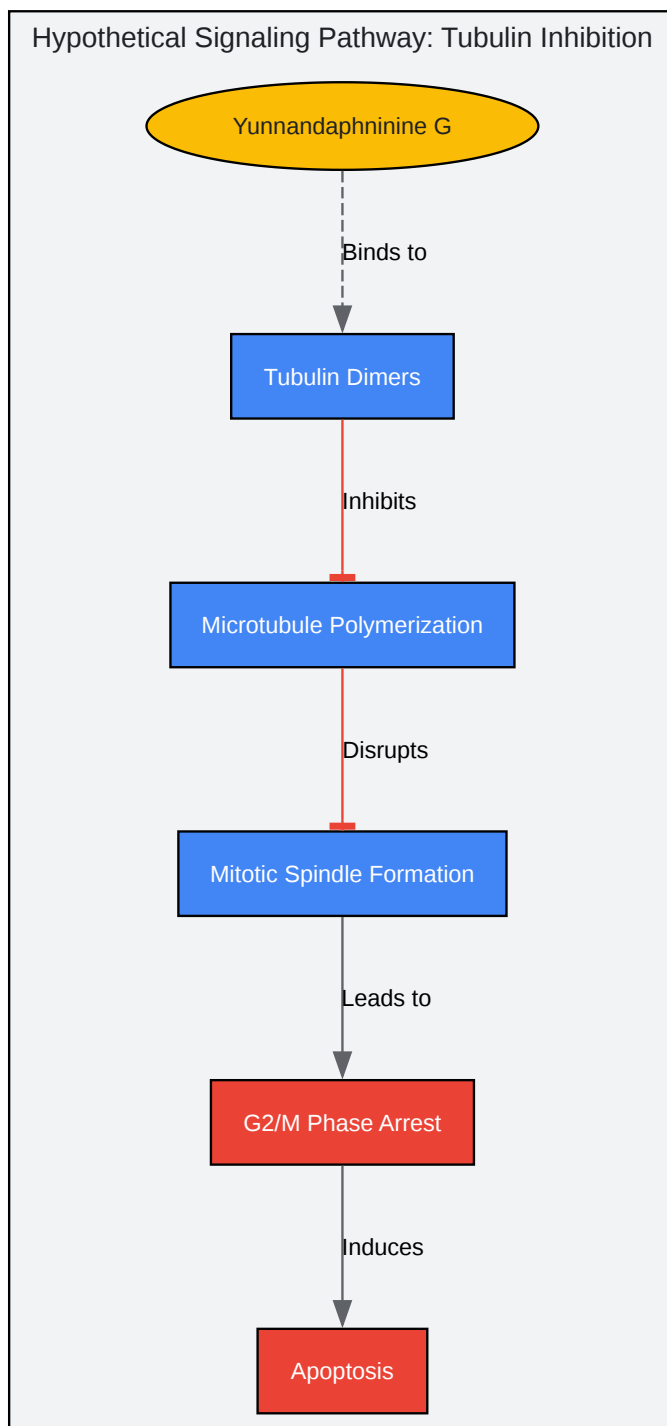 Hypothetical Signaling Pathway: Tubulin Inhibition
Yunnandaphninine G
Binds to
Tubulin Dimers
Inhibits
Microtubule Polymerization
Disrupts
Mitotic Spindle Formation
Leads to
G2/M Phase Arrest
Induces
Apoptosis